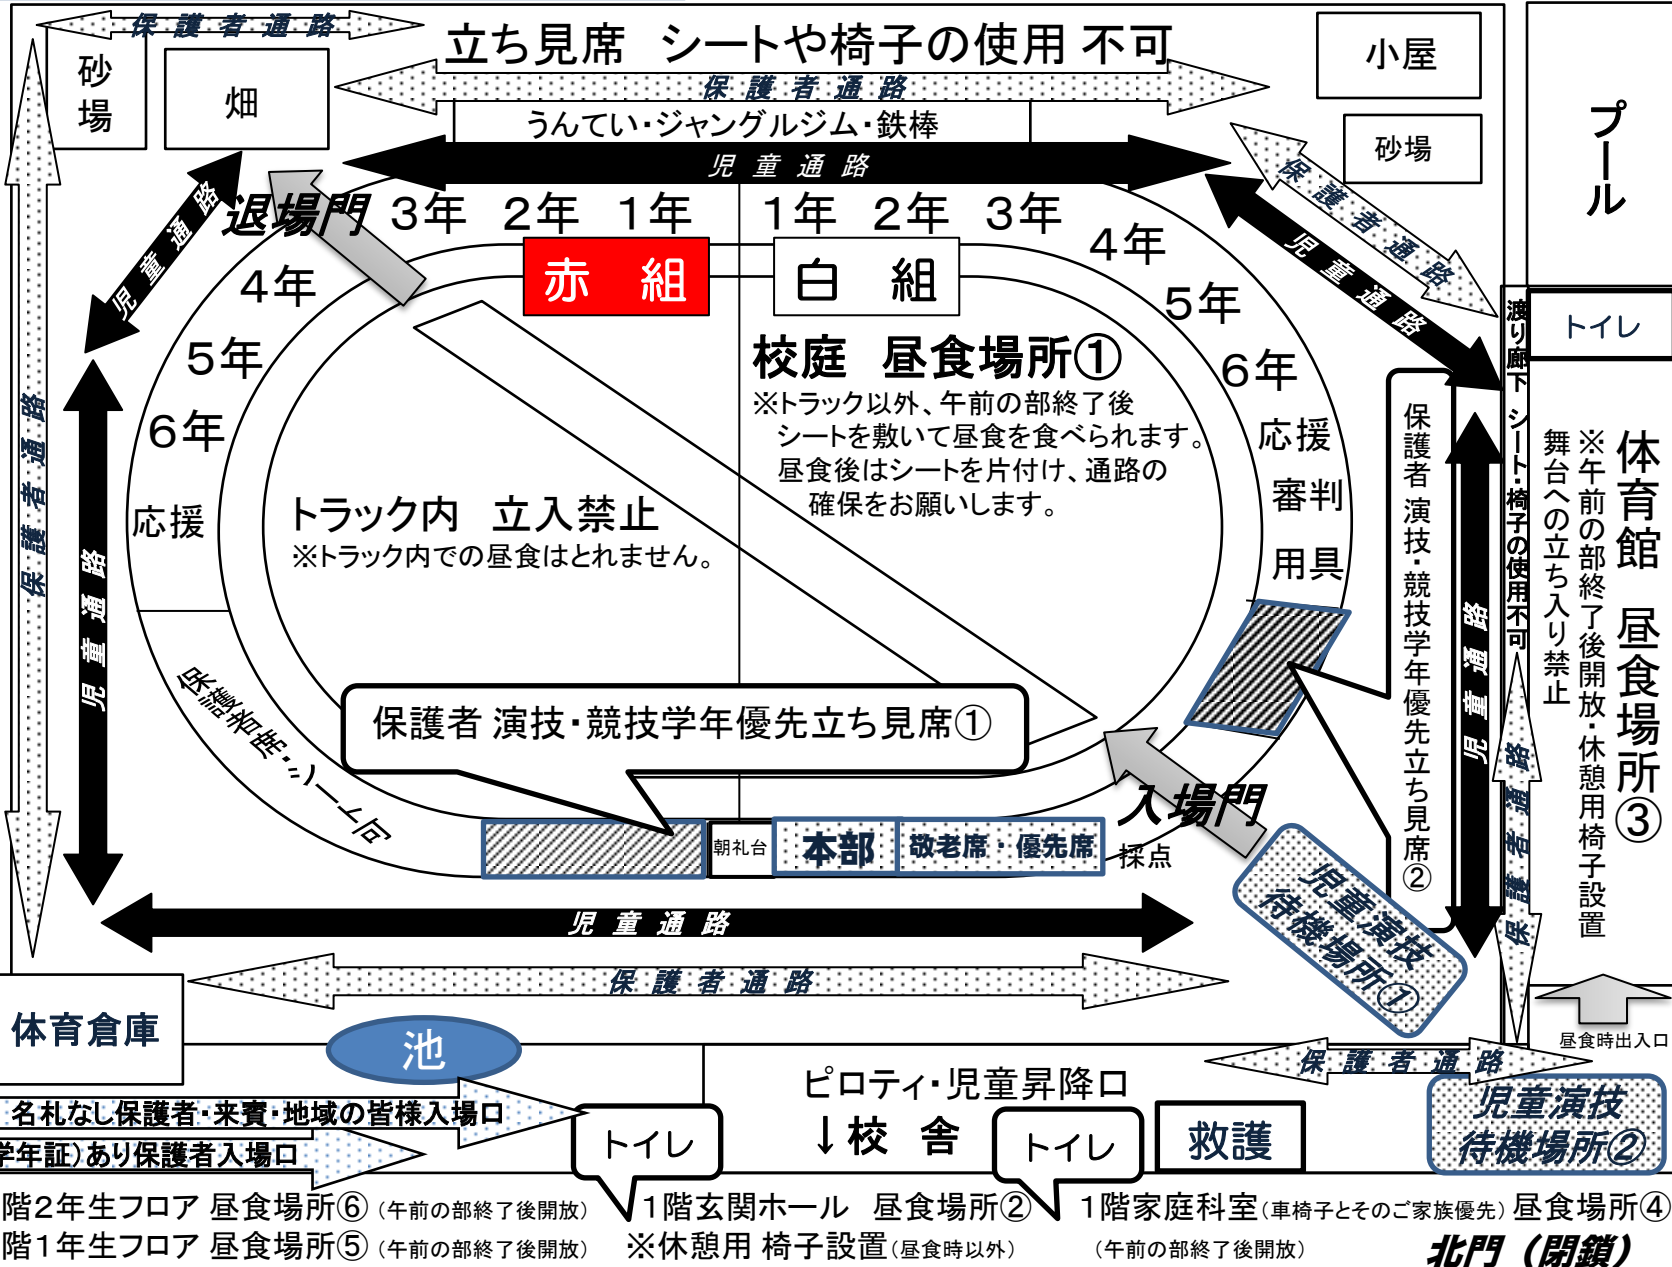 保護者通路
立ち見席 シートや椅子の使用 不可
小屋
プール
砂場
畑
保護者通路
うんてい・ジャングルジム・鉄棒
砂場
児童通路
保護者通路
児童通路
退場門
3年 2年 1年
1年 2年 3年
児童通路
4年
4年
赤 組
白 組
5年
5年
6年
6年
応援
応援
審判
用具
校庭 昼食場所①
※トラック以外、午前の部終了後
シートを敷いて昼食を食べられます。
昼食後はシートを片付け、通路の
確保をお願いします。
トラック内 立入禁止
※トラック内での昼食はとれません。
渡り廊下 シート・椅子の使用不可
トイレ
体育館 昼食場所③
※午前の部終了後開放・休憩用椅子設置
舞台への立ち入り禁止
保護者 演技・競技学年優先立ち見席②
児童通路
保護者通路
保護者通路
児童通路
保護者席・シート可
保護者 演技・競技学年優先立ち見席①
入場門
朝礼台
本部
敬老席・優先席
採点
児童演技
待機場所①
児童通路
保護者通路
体育倉庫
池
昼食時出入口
保護者通路
ピロティ・児童昇降口
↓校 舎
名札なし保護者・来賓・地域の皆様入場口
学年証)あり保護者入場口
トイレ
トイレ
救護
児童演技
待機場所②
階2年生フロア 昼食場所⑥(午前の部終了後開放)
階1年生フロア 昼食場所⑤(午前の部終了後開放)
1階玄関ホール 昼食場所②
※休憩用 椅子設置(昼食時以外)
1階家庭科室(車椅子とそのご家族優先)昼食場所④
(午前の部終了後開放)
北門(閉鎖)